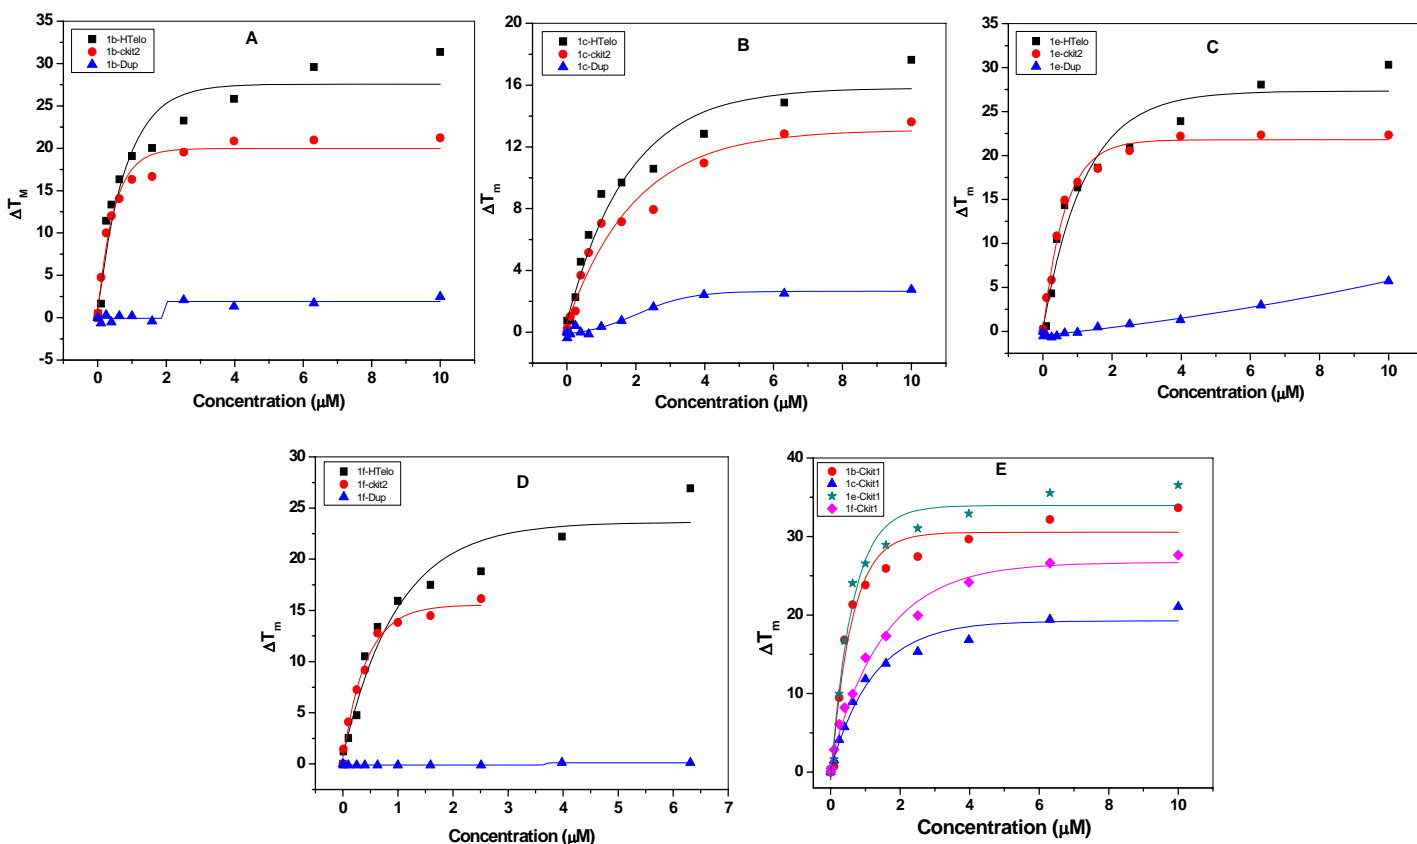 A
1b-HTelo
1b-ckit2
1b-Dup
35
30
25
20
15
10
5
0
-5
ΔT_M
0 2 4 6 8 10
Concentration (μM)
B
1c-HTelo
1c-ckit2
1c-Dup
20
16
12
8
4
0
ΔT_m
0 2 4 6 8 10
Concentration (μM)
C
1e-HTelo
1e-ckit2
1e-Dup
35
30
25
20
15
10
5
0
ΔT_m
0 2 4 6 8 10
Concentration (μM)
D
1f-HTelo
1f-ckit2
1f-Dup
30
25
20
15
10
5
0
ΔT_m
0 1 2 3 4 5 6 7
Concentration (μM)
E
1b-Ckit1
1c-Ckit1
1e-Ckit1
1f-Ckit1
40
30
20
10
0
ΔT_m
0 2 4 6 8 10
Concentration (μM)